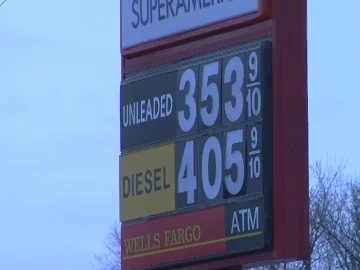 SUPERAMERICA
UNLEADED 353 9/10
DIESEL 405 9/10
WELLS FARGO ATM